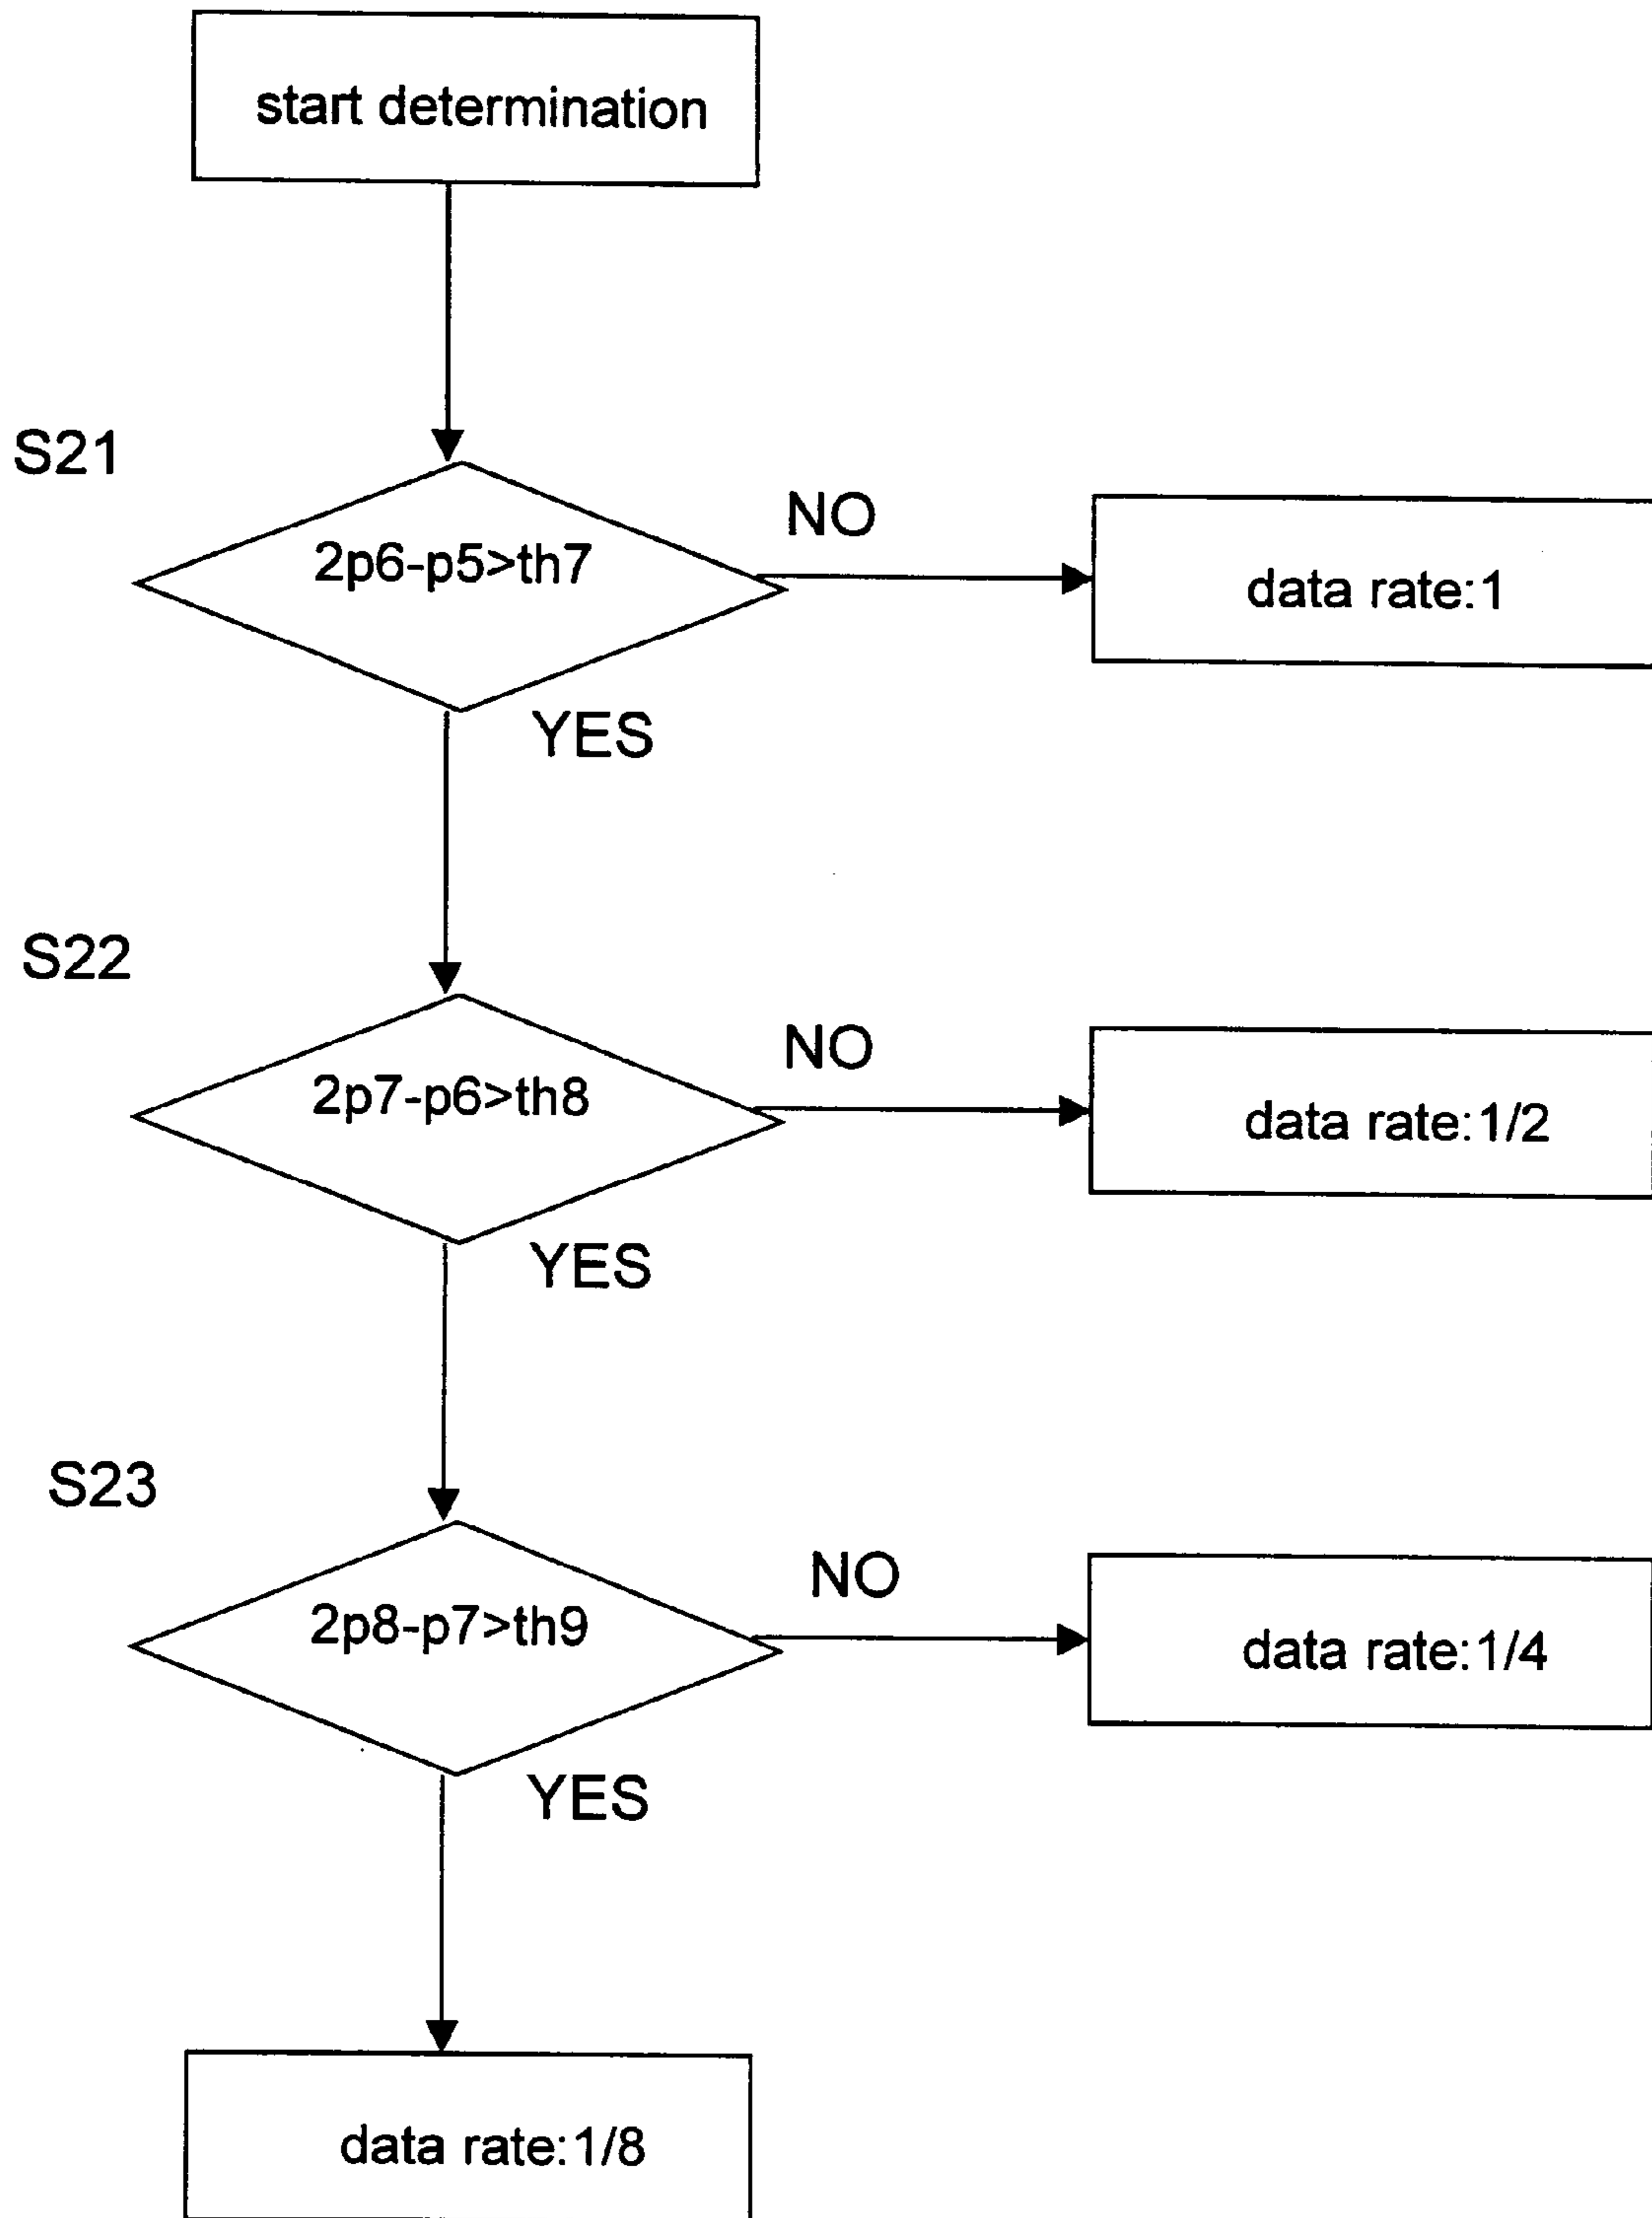 start determination
S21
2p6-p5>th7
NO
data rate:1
YES
S22
2p7-p6>th8
NO
data rate:1/2
YES
S23
2p8-p7>th9
NO
data rate:1/4
YES
data rate:1/8